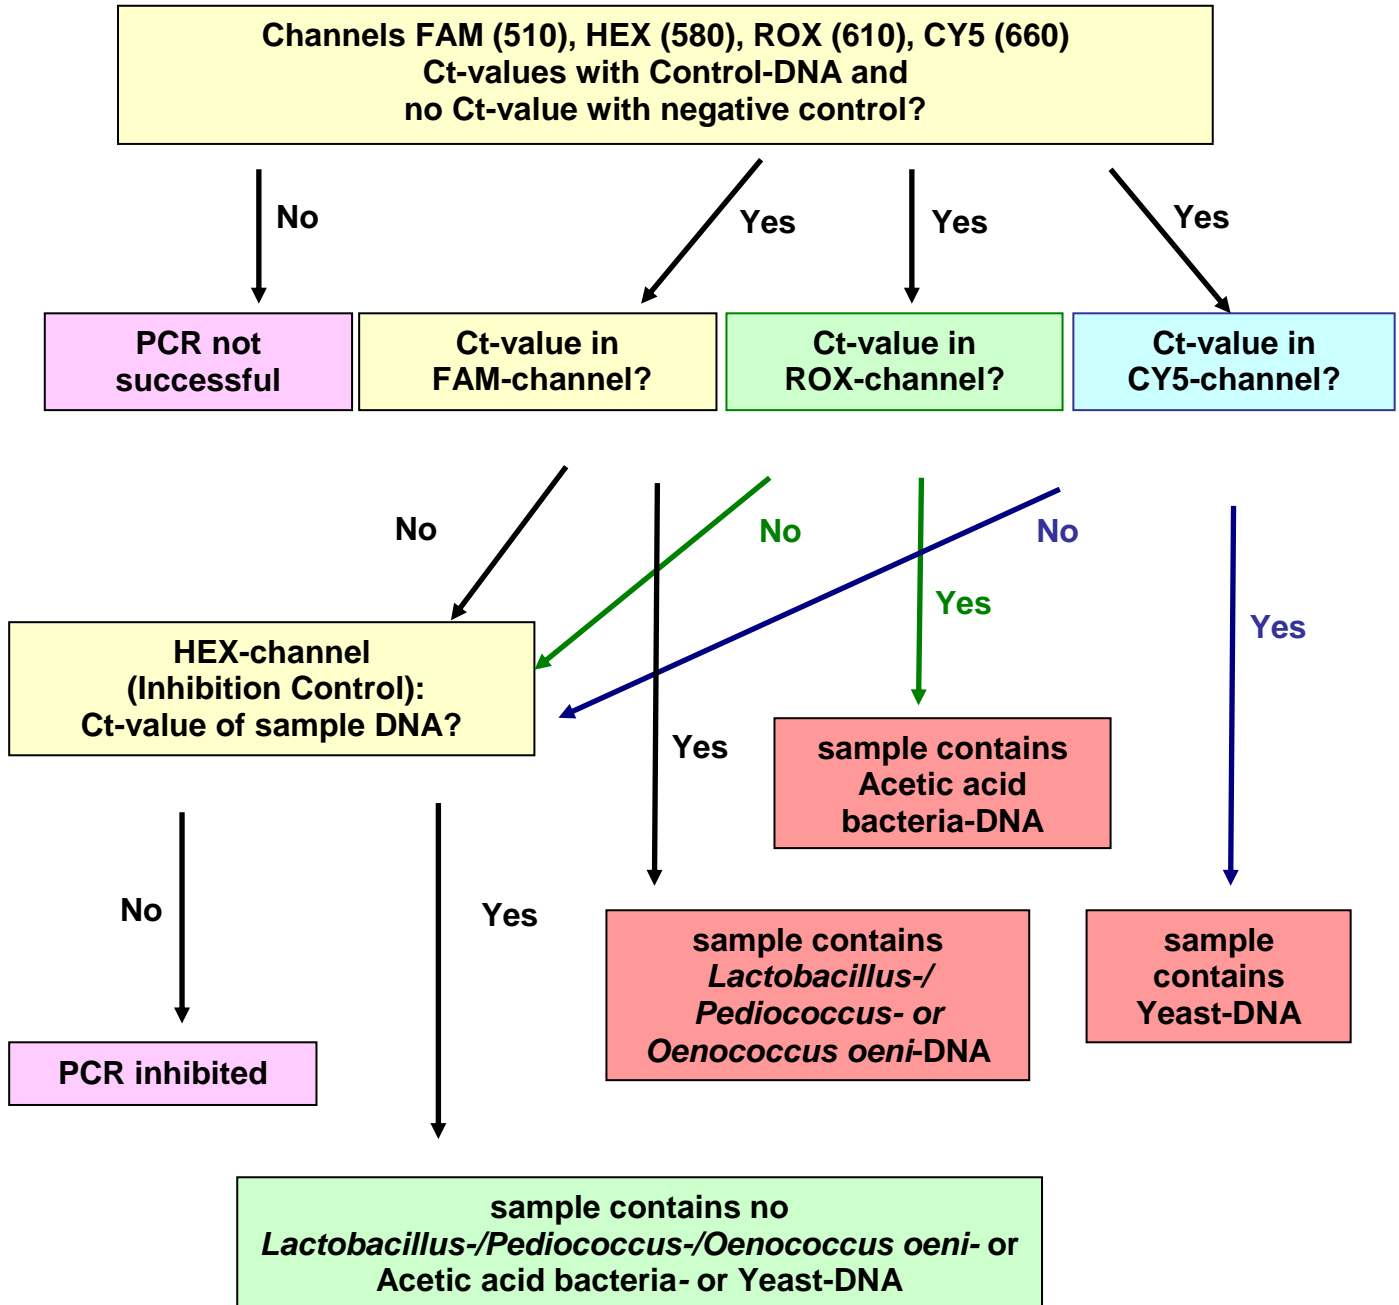 Channels FAM (510), HEX (580), ROX (610), CY5 (660)
Ct-values with Control-DNA and
no Ct-value with negative control?
No
Yes
Yes
Yes
PCR not
successful
Ct-value in
FAM-channel?
Ct-value in
ROX-channel?
Ct-value in
CY5-channel?
No
No
No
Yes
Yes
HEX-channel
(Inhibition Control):
Ct-value of sample DNA?
Yes
sample contains
Acetic acid
bacteria-DNA
No
Yes
sample contains
Lactobacillus-/
Pediococcus- or
Oenococcus oeni-DNA
sample
contains
Yeast-DNA
PCR inhibited
sample contains no
Lactobacillus-/Pediococcus-/Oenococcus oeni- or
Acetic acid bacteria- or Yeast-DNA